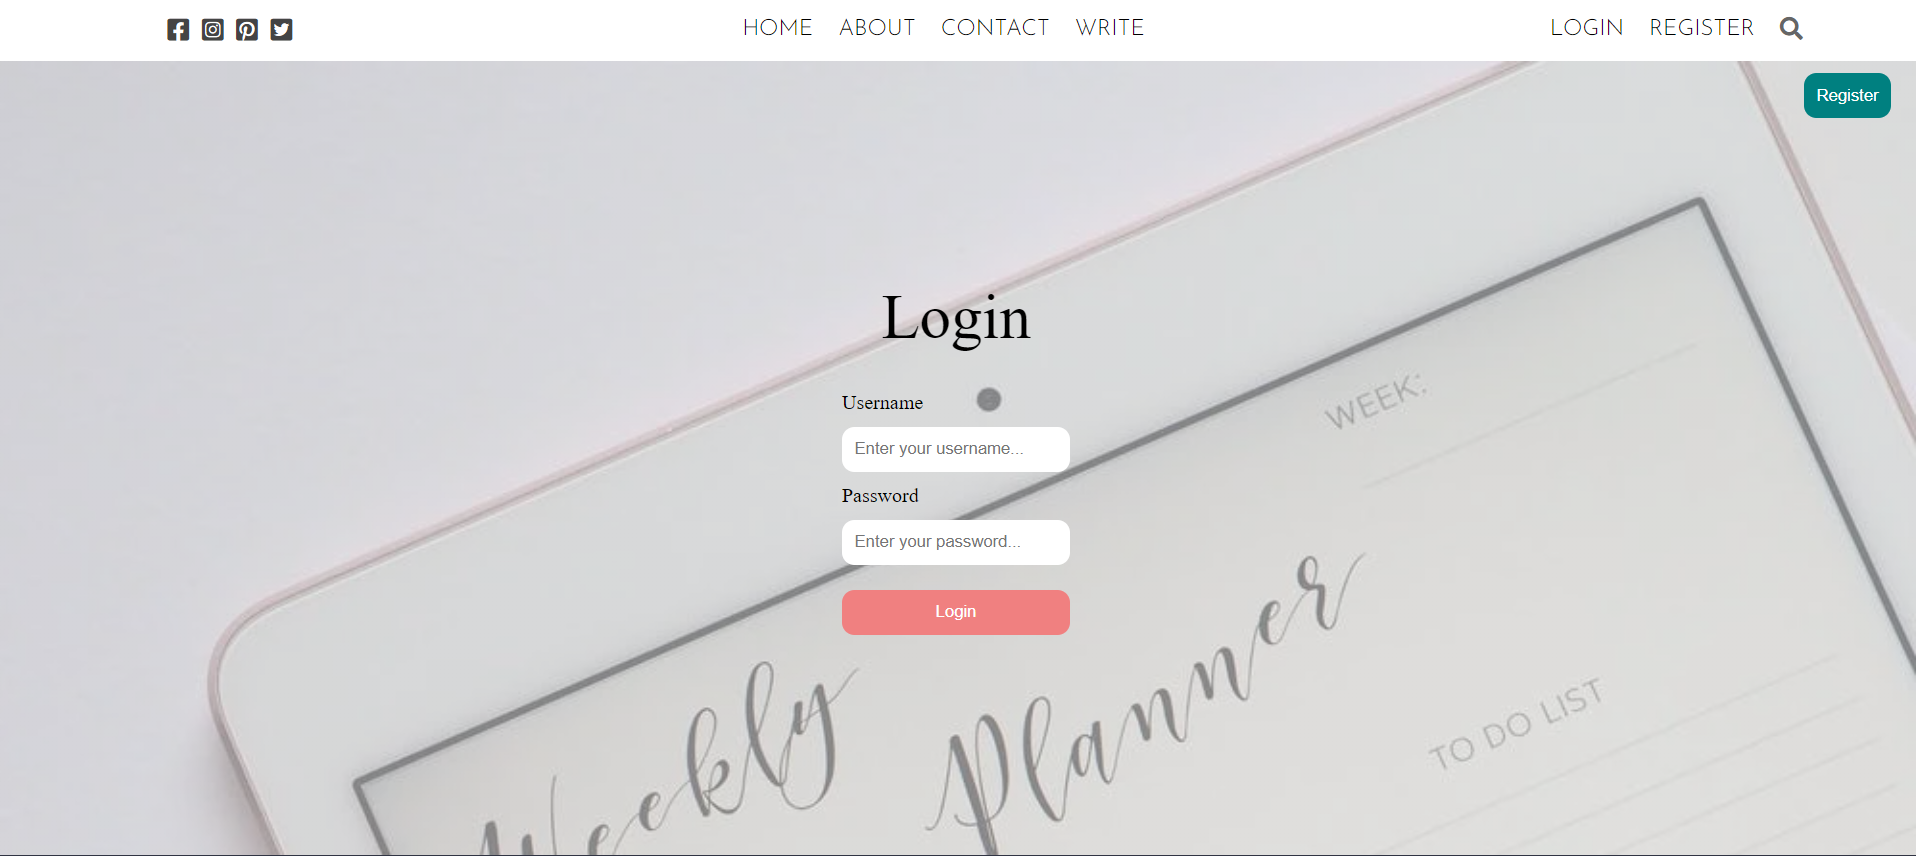 HOME ABOUT CONTACT WRITE LOGIN REGISTER
Register
Login
Username
Enter your username...
Password
Enter your password...
Login
WEEK:
Weekly Planner
TO DO LIST